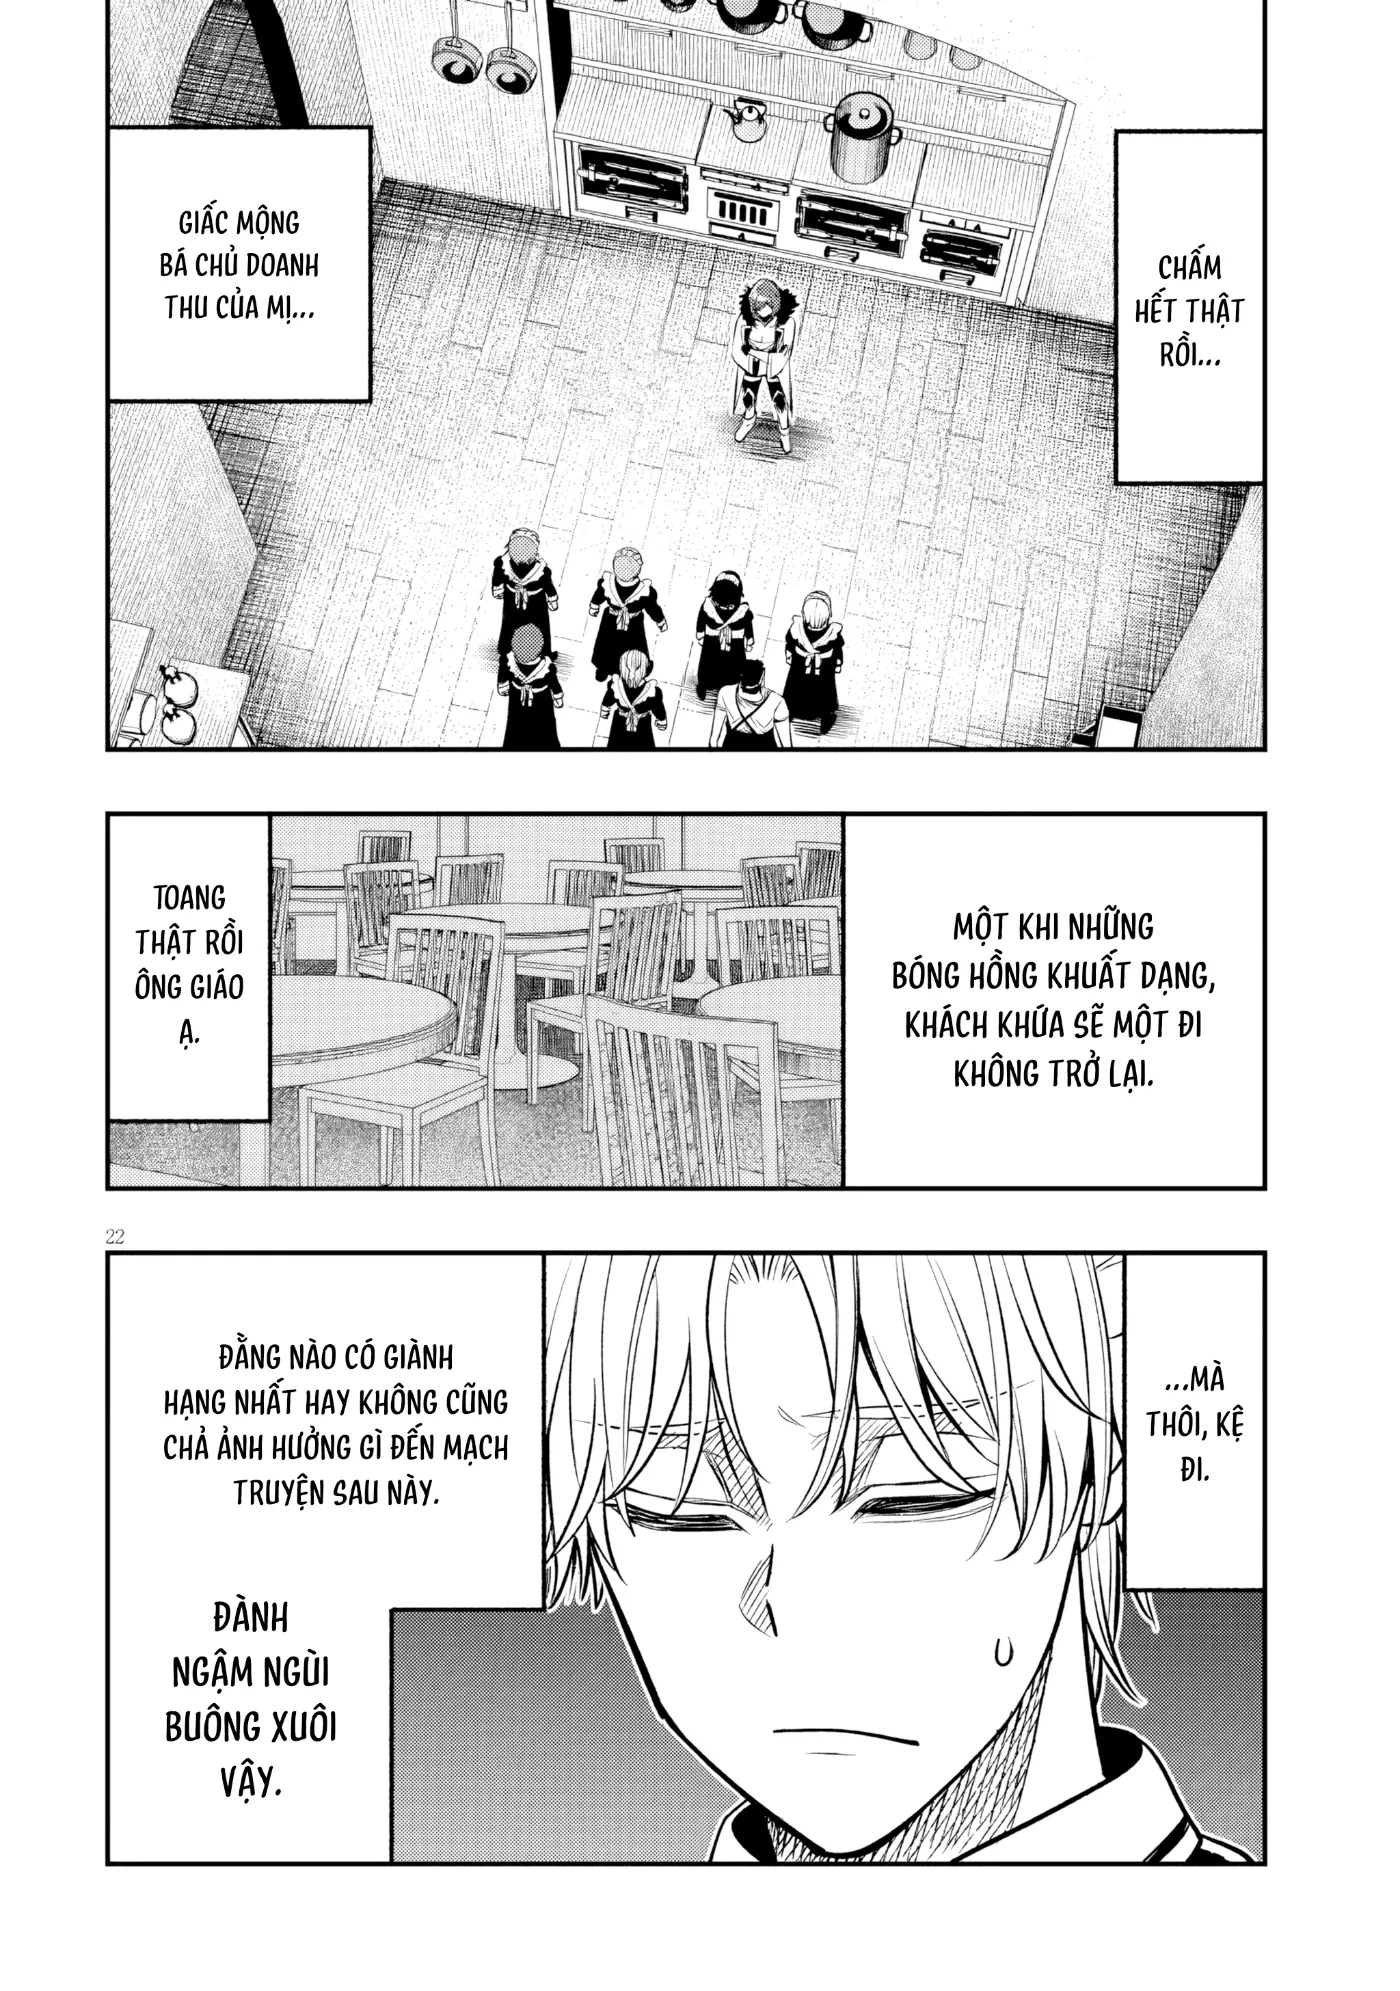 CHẤM
HẾT THẬT
RỒI...
GIẤC MỘNG
BÁ CHỦ DOANH
THU CỦA MỊ...
MỘT KHI NHỮNG
BÓNG HỒNG KHUẤT DẠNG,
KHÁCH KHỨA SẼ MỘT ĐI
KHÔNG TRỞ LẠI.
TOANG
THẬT RỒI
ÔNG GIÁO
Ạ.
22
...MÀ
THÔI, KỆ
ĐI.
ĐẰNG NÀO CÓ GIÀNH
HẠNG NHẤT HAY KHÔNG CŨNG
CHẢ ẢNH HƯỞNG GÌ ĐẾN MẠCH
TRUYỆN SAU NÀY.
ĐÀNH
NGẬM NGÙI
BUÔNG XUÔI
VẬY.